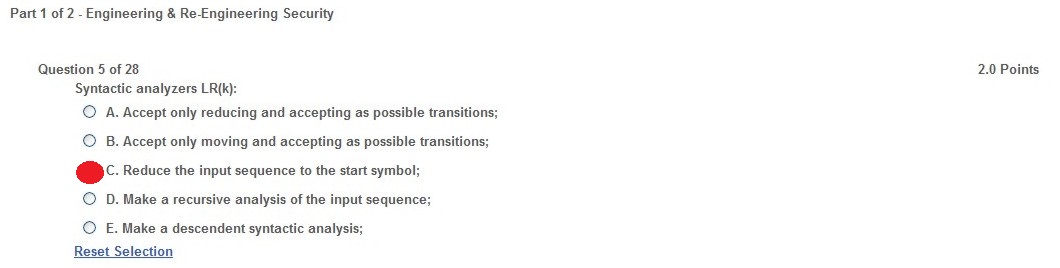 Part 1 of 2 - Engineering & Re-Engineering Security
Question 5 of 28 2.0 Points
Syntactic analyzers LR(k):
A. Accept only reducing and accepting as possible transitions;
B. Accept only moving and accepting as possible transitions;
C. Reduce the input sequence to the start symbol;
D. Make a recursive analysis of the input sequence;
E. Make a descendent syntactic analysis;
Reset Selection